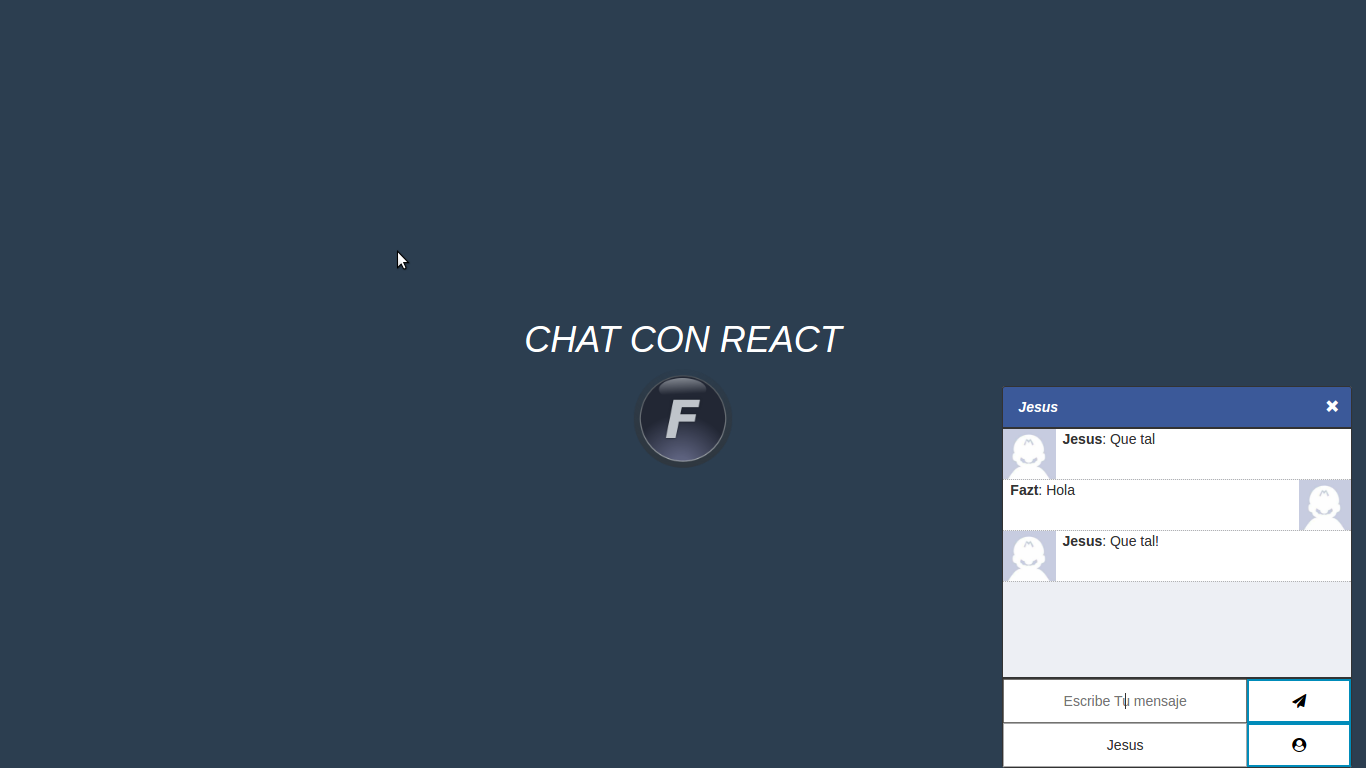 CHAT CON REACT
F
Jesus
Jesus: Que tal
Fazt: Hola
Jesus: Que tal!
Escribe Tu mensaje
Jesus